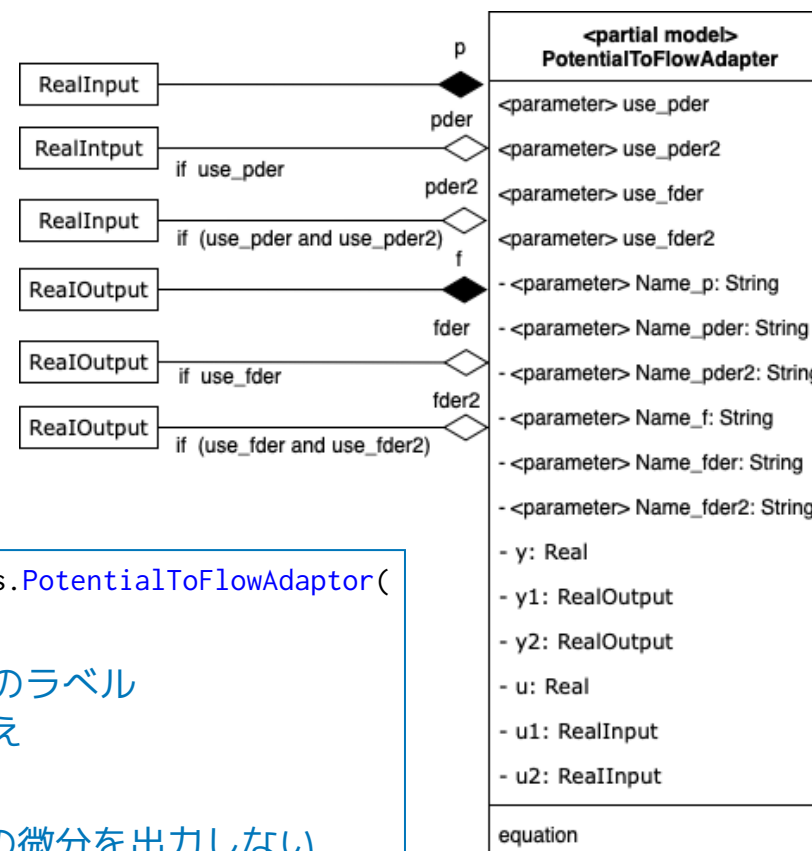 <partial model>
PotentialToFlowAdapter
p
RealInput
<parameter> use_pder
pder
RealIntput
<parameter> use_pder2
if use_pder
pder2
RealInput
<parameter> use_fder
if (use_pder and use_pder2)
<parameter> use_fder2
f
ReaIOutput
- <parameter> Name_p: String
fder
- <parameter> Name_pder: String
ReaIOutput
if use_fder
- <parameter> Name_pder2: String
fder2
ReaIOutput
- <parameter> Name_f: String
if (use_fder and use_fder2)
- <parameter> Name_fder: String
- <parameter> Name_fder2: String
- y: Real
- y1: RealOutput
- y2: RealOutput
- u: Real
- u1: RealInput
- u2: ReaIInput
equation
s.PotentialToFlowAdaptor(
のラベル
え
の微分を出力しない